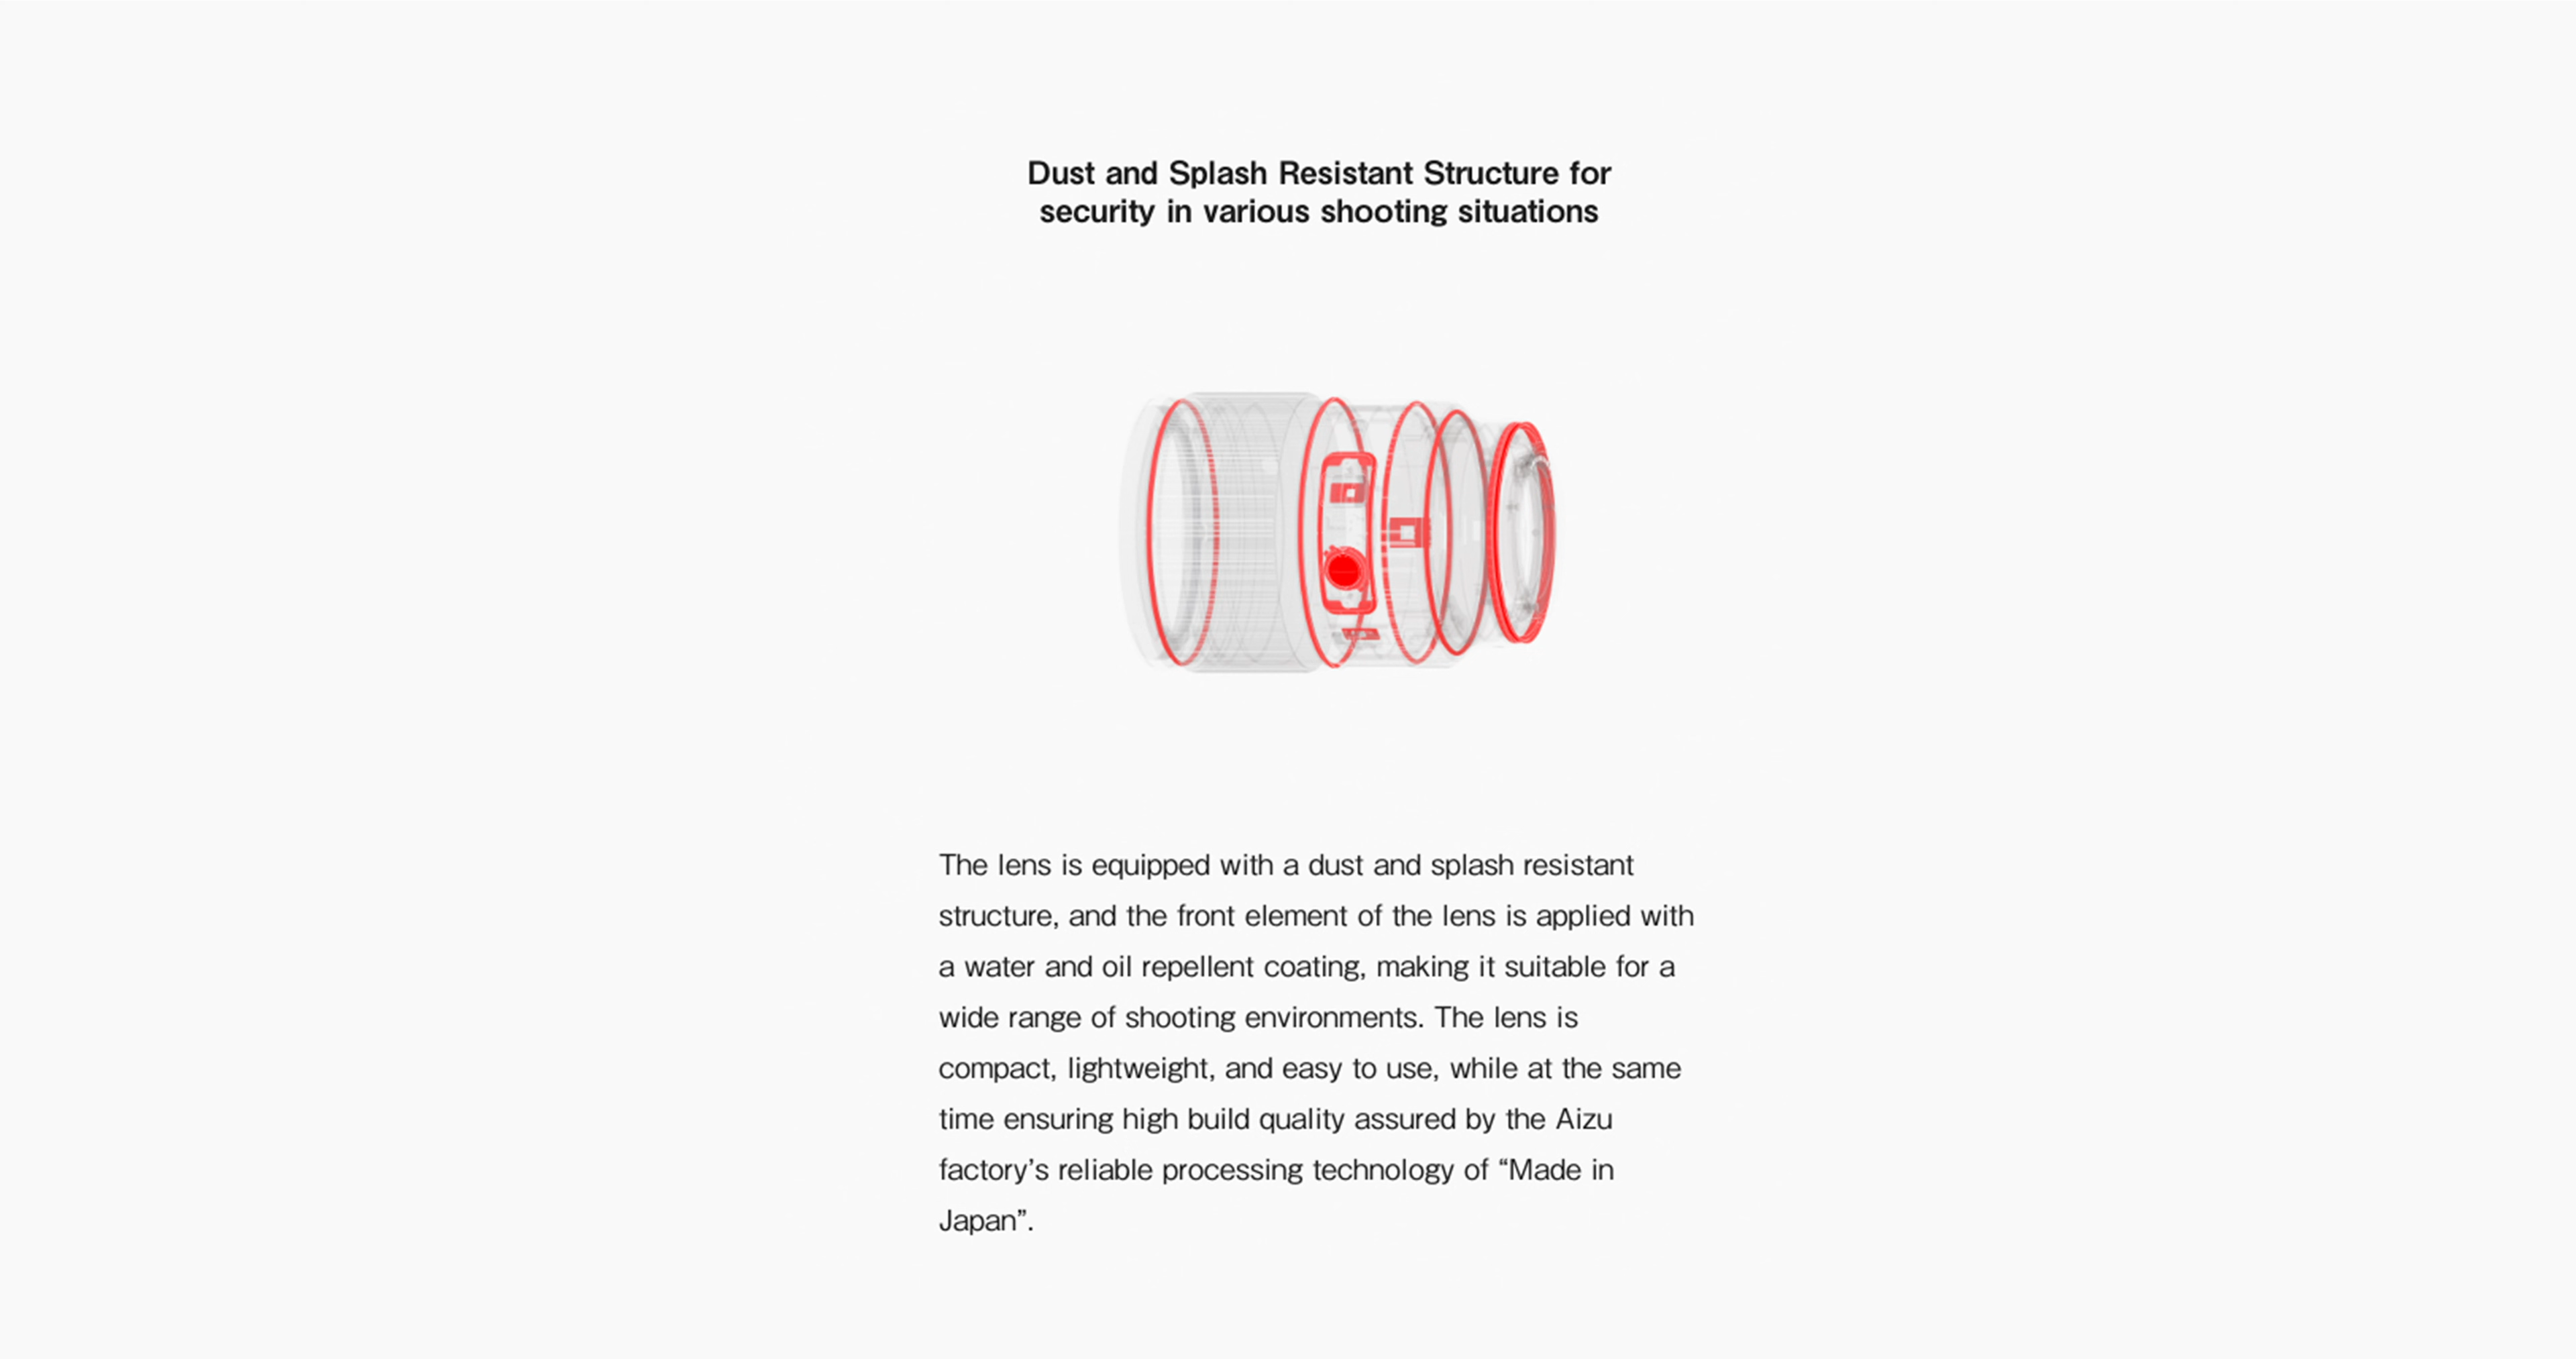 Dust and Splash Resistant Structure for
security in various shooting situations
The lens is equipped with a dust and splash resistant
structure, and the front element of the lens is applied with
a water and oil repellent coating, making it suitable for a
wide range of shooting environments. The lens is
compact, lightweight, and easy to use, while at the same
time ensuring high build quality assured by the Aizu
factory’s reliable processing technology of “Made in
Japan”.